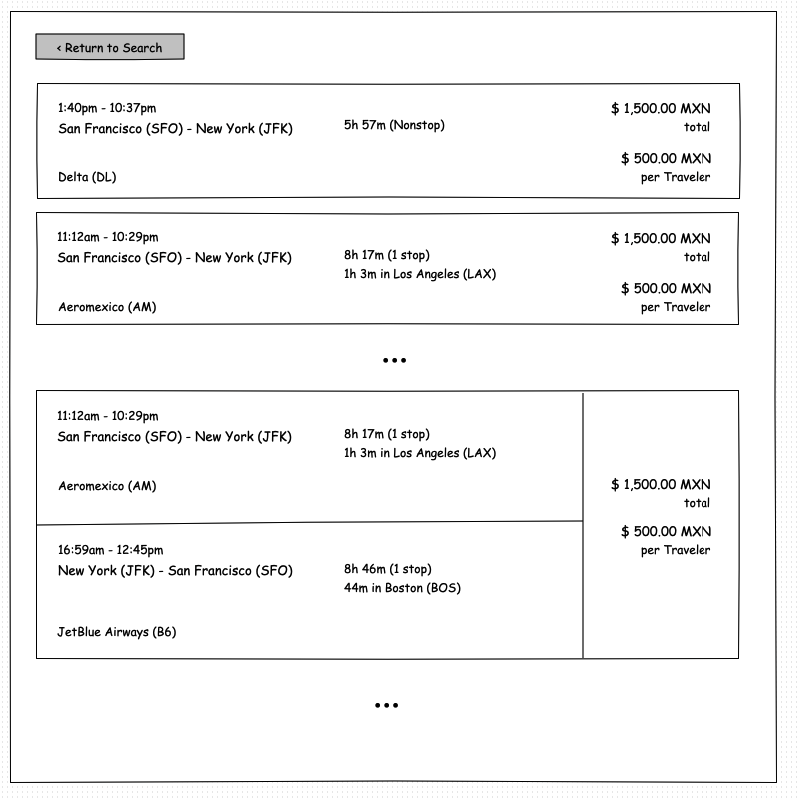 < Return to Search
1:40pm - 10:37pm
San Francisco (SFO) - New York (JFK)
5h 57m (Nonstop)
Delta (DL)
$ 1,500.00 MXN
total
$ 500.00 MXN
per Traveler
11:12am - 10:29pm
San Francisco (SFO) - New York (JFK)
8h 17m (1 stop)
1h 3m in Los Angeles (LAX)
Aeromexico (AM)
$ 1,500.00 MXN
total
$ 500.00 MXN
per Traveler
•••
11:12am - 10:29pm
San Francisco (SFO) - New York (JFK)
8h 17m (1 stop)
1h 3m in Los Angeles (LAX)
Aeromexico (AM)
16:59am - 12:45pm
New York (JFK) - San Francisco (SFO)
8h 46m (1 stop)
44m in Boston (BOS)
JetBlue Airways (B6)
$ 1,500.00 MXN
total
$ 500.00 MXN
per Traveler
•••